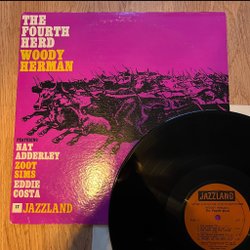 THE
FOURTH
HERD
WOODY
HERMAN
FEATURING
NAT
ADDERLEY
ZOOT
SIMS
EDDIE
COSTA
JAZZLAND
JAZZLAND